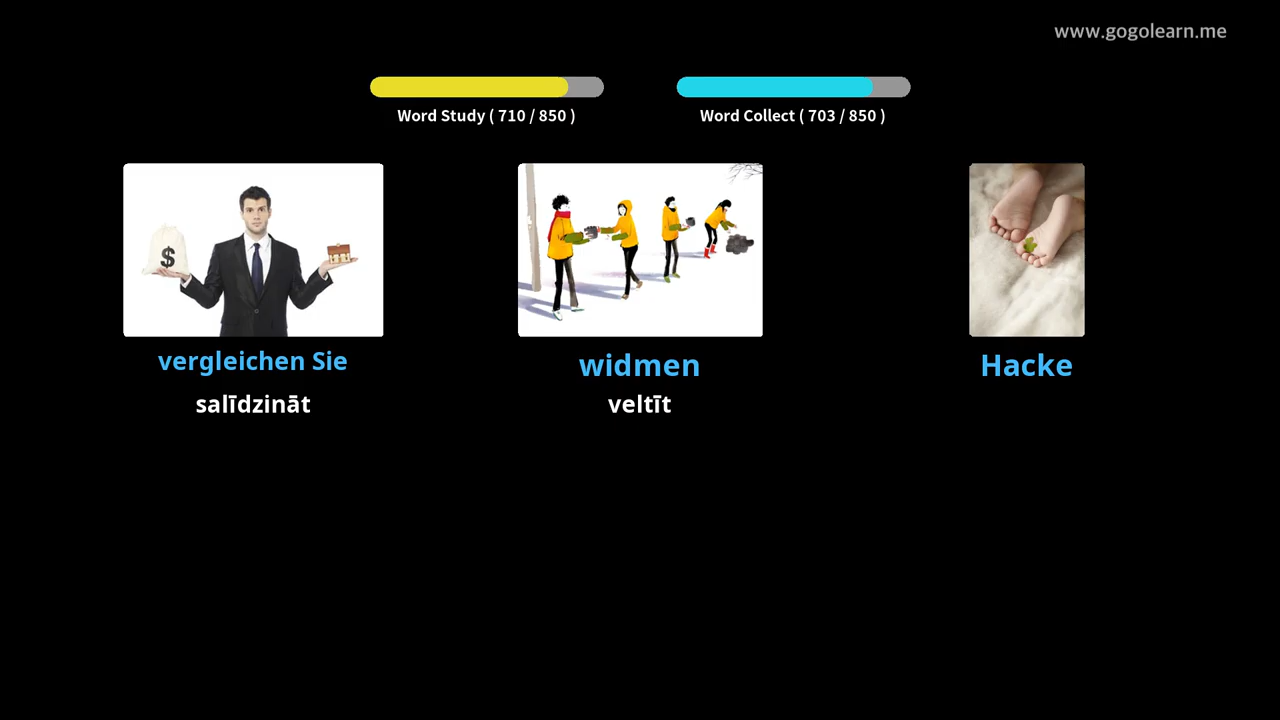 www.gogolearn.me
Word Study ( 710 / 850 )
Word Collect ( 703 / 850 )
$
vergleichen Sie
widmen
Hacke
salīdzināt
veltīt